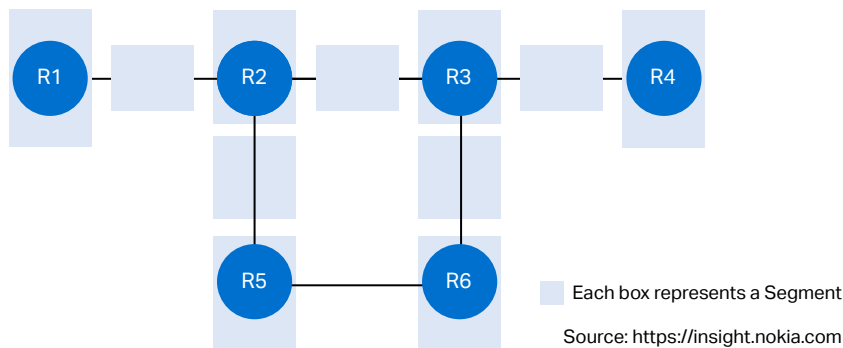 R1
R2
R3
R4
R5
R6
Each box represents a Segment
Source: https://insight.nokia.com